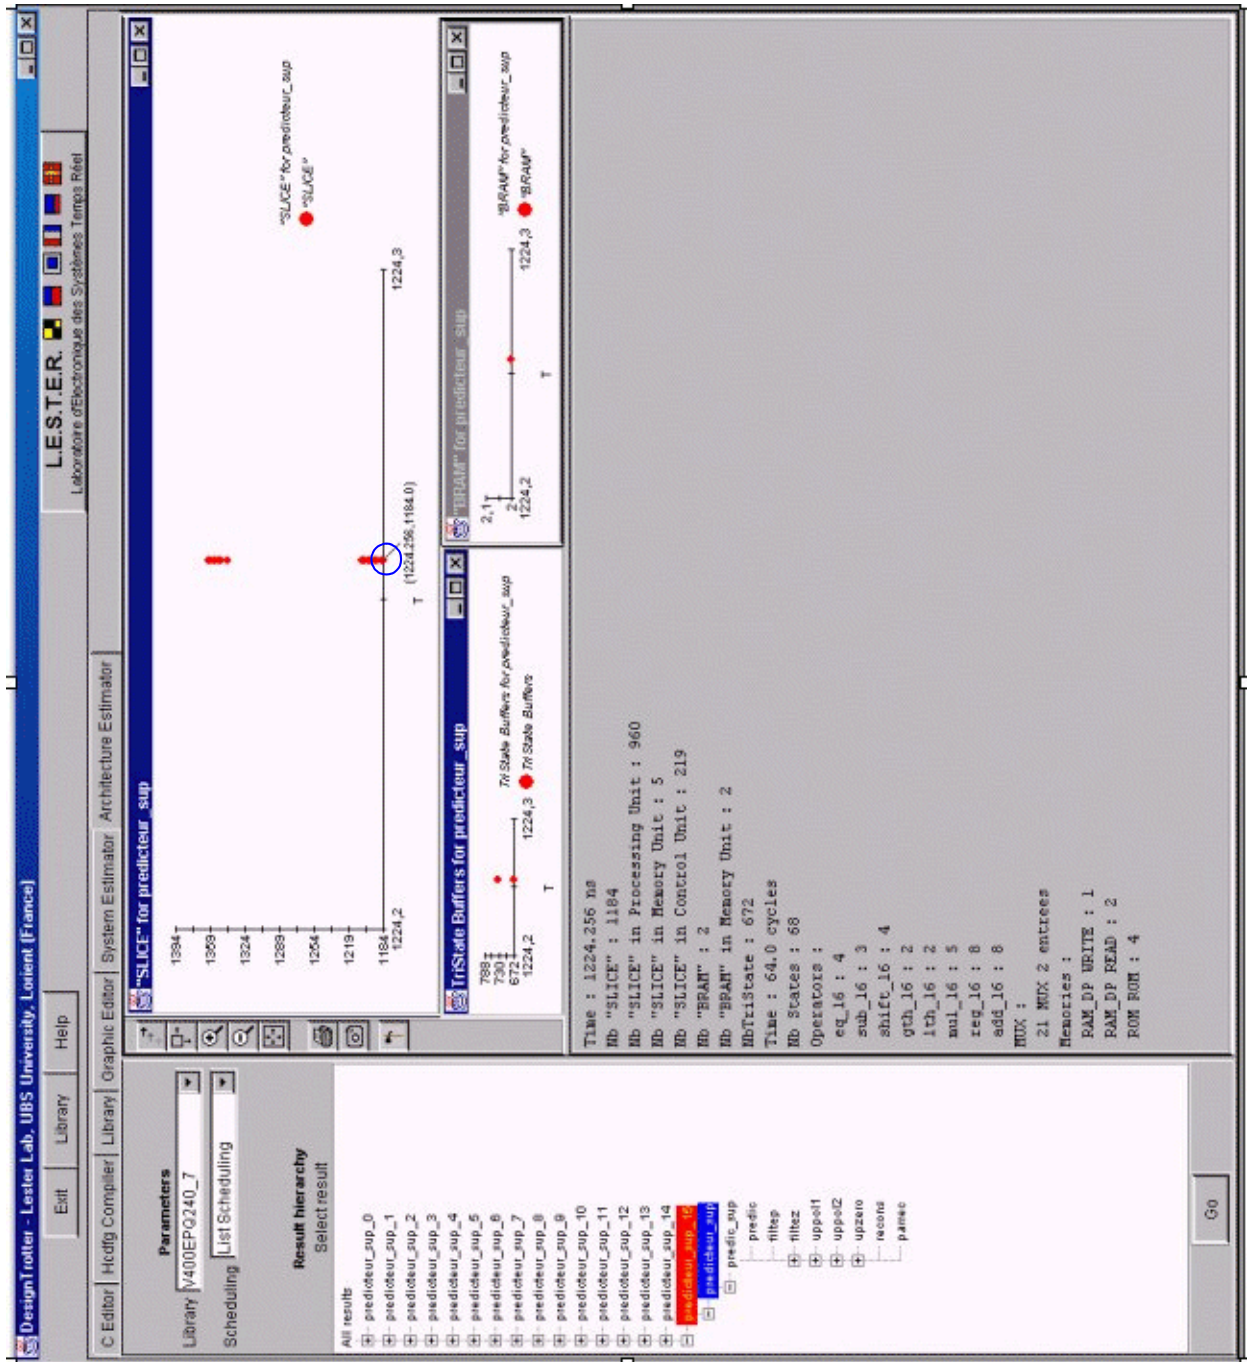 DesignTrotter - Lester Lab, UBS University, Lorient (France)
Exit
Library
Help
L.E.S.T.E.R.
Laboratoire d'Electronique des Systèmes Temps Réel
C Editor
Hcdfg Compiler
Library
Graphic Editor
System Estimator
Architecture Estimator
Parameters
Library V400EPQ240_7
Scheduling List Scheduling
Result hierarchy
Select result
All results
predicteur_sup_0
predicteur_sup_1
predicteur_sup_2
predicteur_sup_3
predicteur_sup_4
predicteur_sup_5
predicteur_sup_6
predicteur_sup_7
predicteur_sup_8
predicteur_sup_9
predicteur_sup_10
predicteur_sup_11
predicteur_sup_12
predicteur_sup_13
predicteur_sup_14
predicteur_sup_15
predicteur_sup
predic_sup
predic
filtep
filtez
uppol1
uppol2
upzero
recons
parrec
Go
"SLICE" for predicteur_sup
1394
1359
1324
1289
1254
1219
1184
1224,2
1224,3
(1224.256,1184.0)
T
"SLICE" for predicteur_sup
"SLICE"
TriState Buffers for predicteur_sup
788
730
672
1224,2
1224,3
T
Tri State Buffers for predicteur_sup
Tri State Buffers
"BRAM" for predicteur_sup
2,1
2
1224,2
1224,3
T
"BRAM" for predicteur_sup
"BRAM"
Time : 1224.256 ns
Nb "SLICE" : 1184
Nb "SLICE" in Processing Unit : 960
Nb "SLICE" in Memory Unit : 5
Nb "SLICE" in Control Unit : 219
Nb "BRAM" : 2
Nb "BRAM" in Memory Unit : 2
NbTriState : 672
Time : 64.0 cycles
Nb States : 68
Operators :
eq_16 : 4
sub_16 : 3
shift_16 : 4
gth_16 : 2
lth_16 : 2
mul_16 : 5
reg_16 : 8
add_16 : 8
MUX :
21 MUX 2 entrees
Memories :
RAM_DP WRITE : 1
RAM_DP READ : 2
ROM ROM : 4